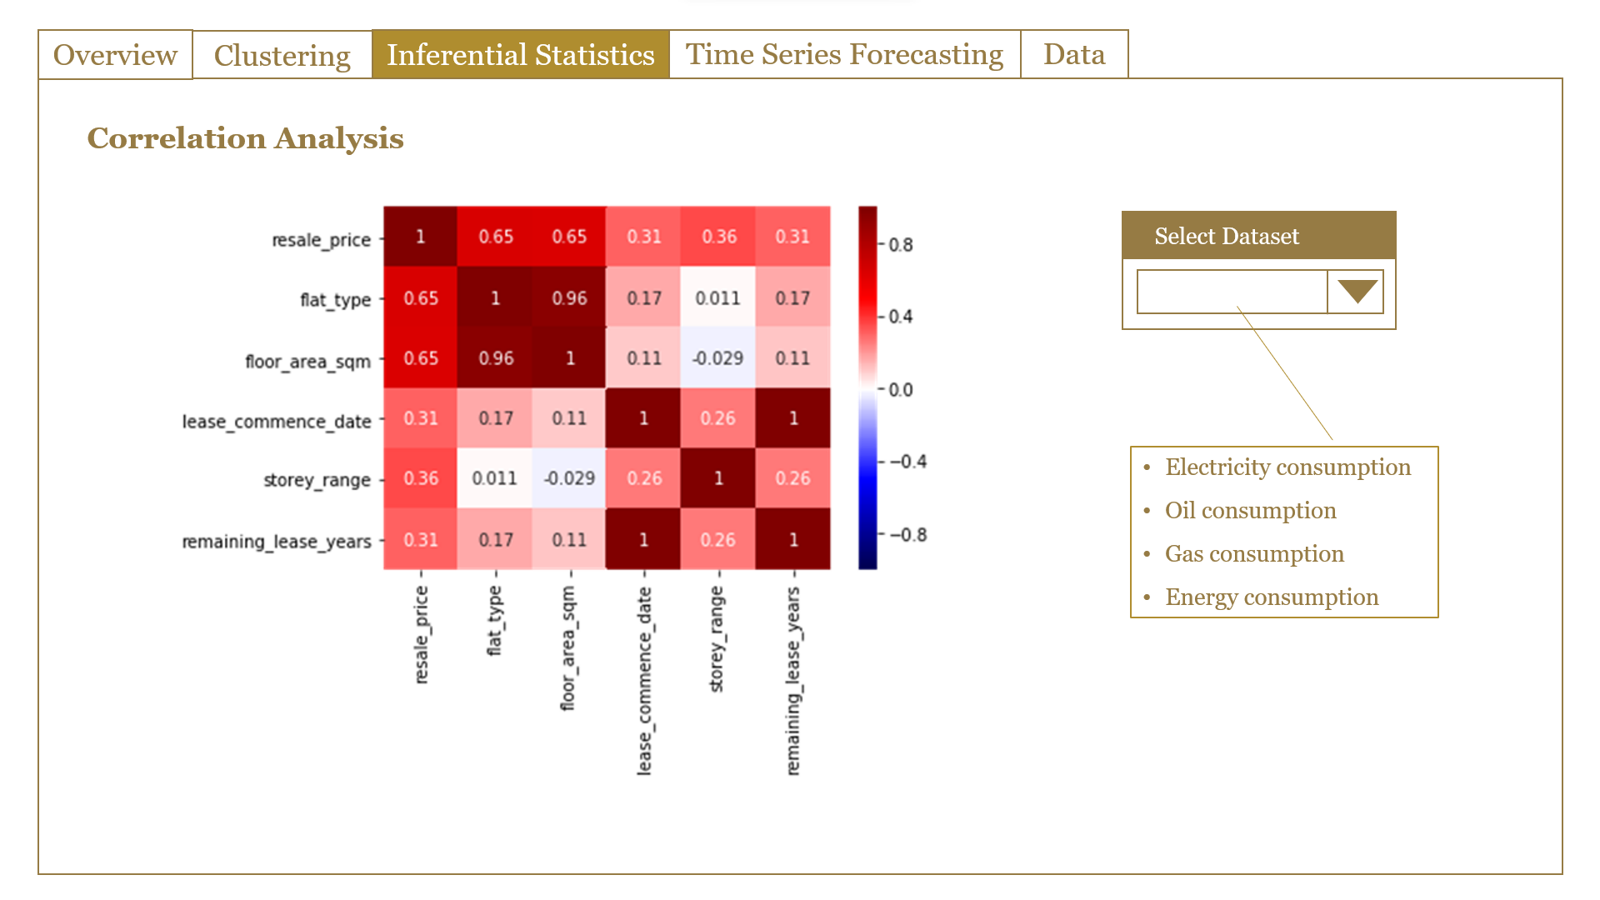 Overview Clustering Inferential Statistics Time Series Forecasting Data
Correlation Analysis
resale_price 1 0.65 0.65 0.31 0.36 0.31
flat_type 0.65 1 0.96 0.17 0.011 0.17
floor_area_sqm 0.65 0.96 1 0.11 -0.029 0.11
lease_commence_date 0.31 0.17 0.11 1 0.26 1
storey_range 0.36 0.011 -0.029 0.26 1 0.26
remaining_lease_years 0.31 0.17 0.11 1 0.26 1
resale_price
flat_type
floor_area_sqm
lease_commence_date
storey_range
remaining_lease_years
0.8
0.4
0.0
−0.4
−0.8
Select Dataset
• Electricity consumption
• Oil consumption
• Gas consumption
• Energy consumption